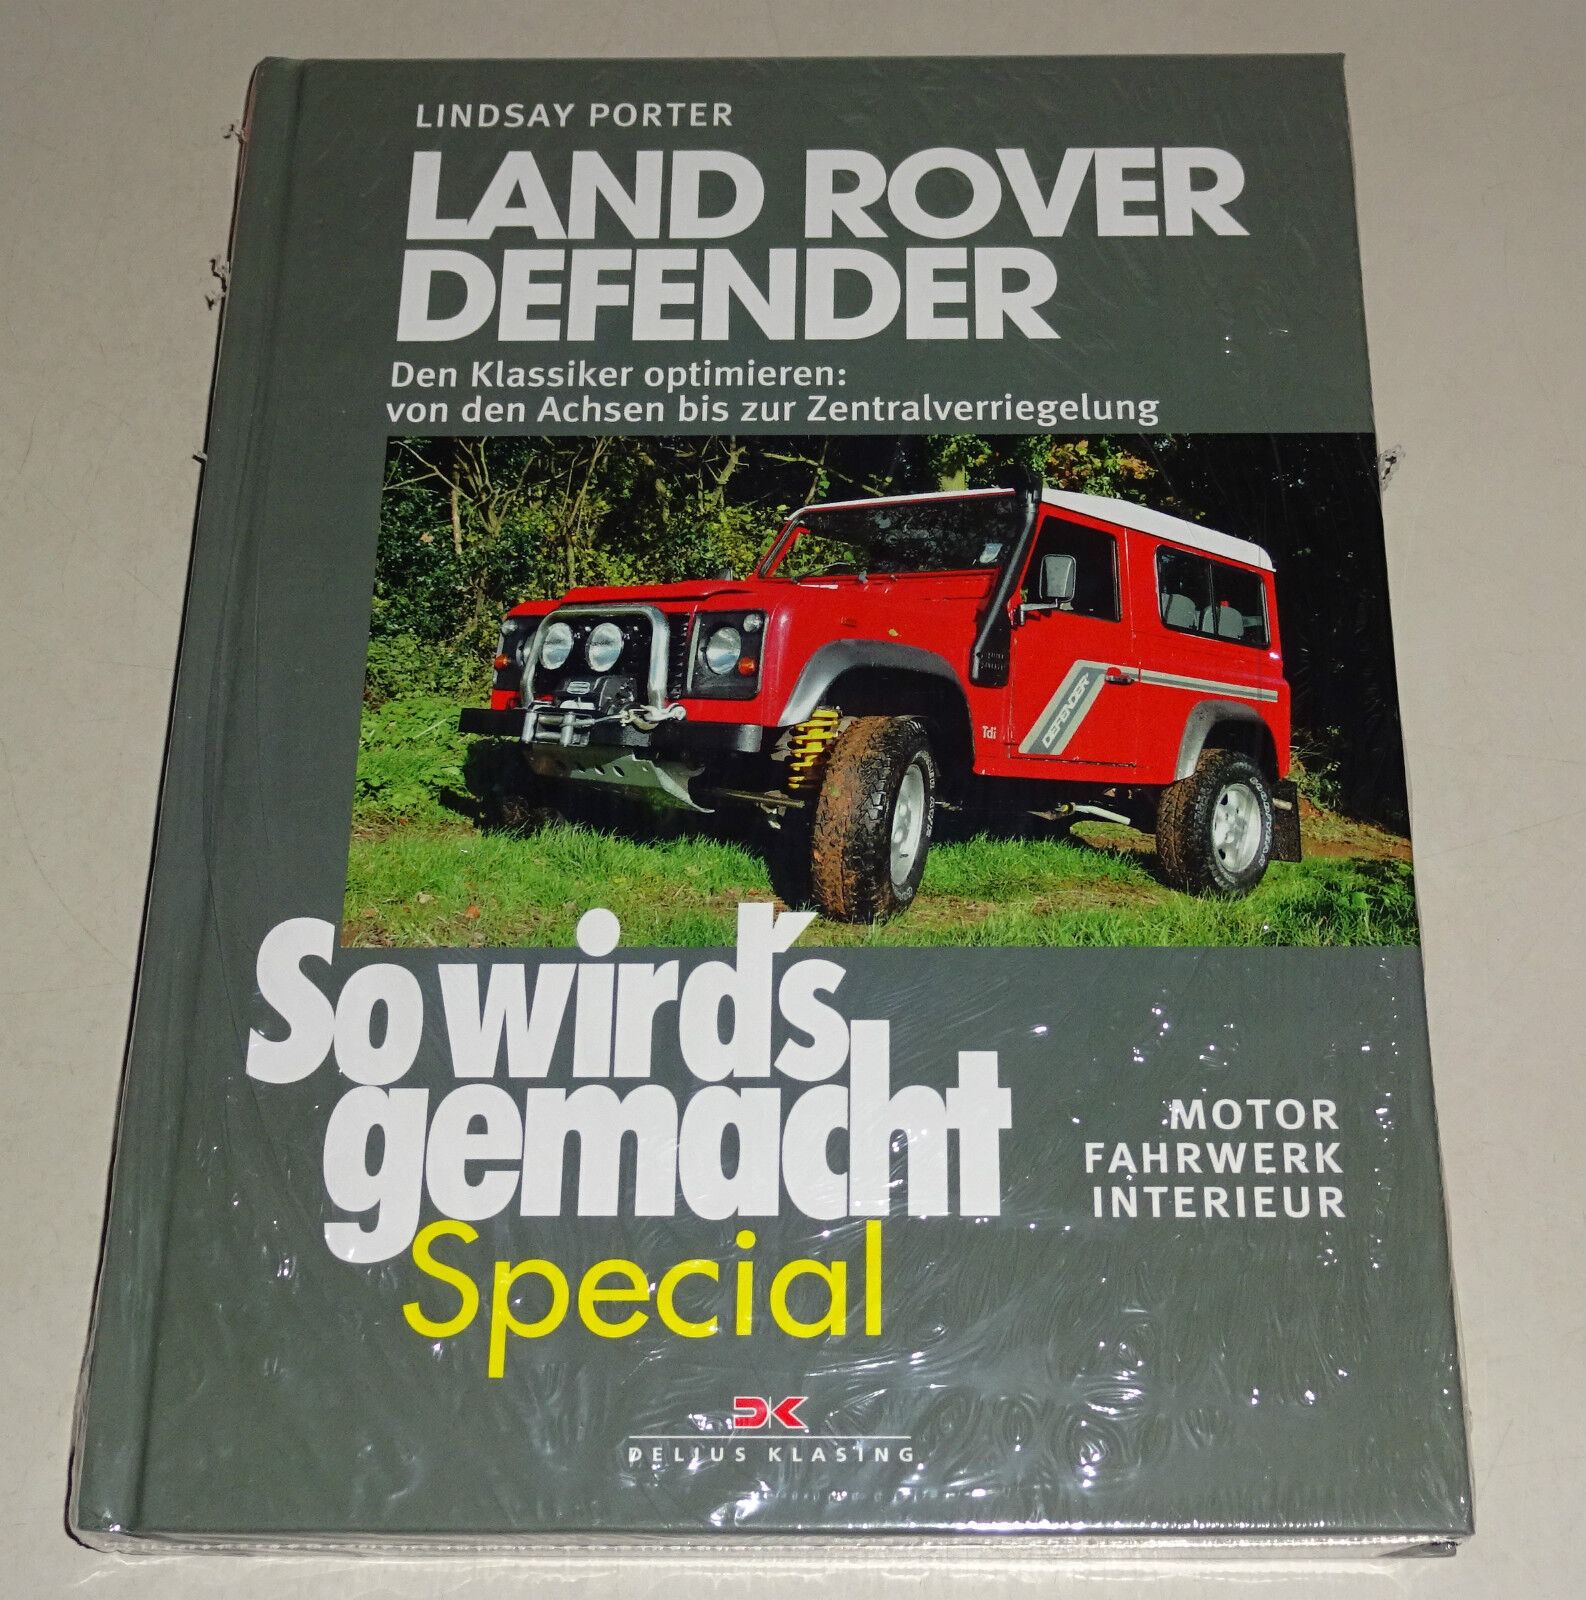 LINDSAY PORTER
LAND ROVER
DEFENDER
Den Klassiker optimieren:
von den Achsen bis zur Zentralverriegelung
DEFENDER
Tdi
So wird's
gemacht
Special
MOTOR
FAHRWERK
INTERIEUR
DK
DELIUS KLASING